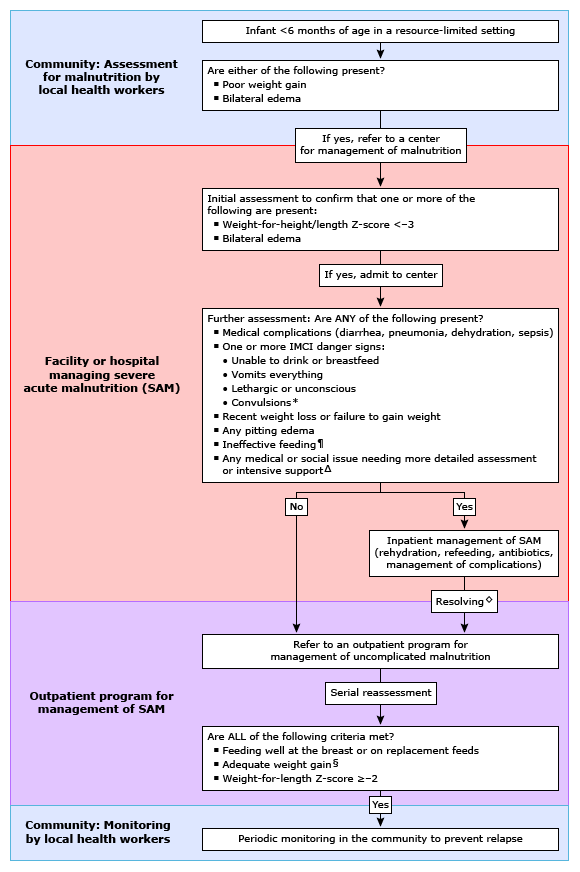 Community: Assessment
for malnutrition by
local health workers
Infant <6 months of age in a resource-limited setting
Are either of the following present?
▪ Poor weight gain
▪ Bilateral edema
If yes, refer to a center
for management of malnutrition
Facility or hospital
managing severe
acute malnutrition (SAM)
Initial assessment to confirm that one or more of the
following are present:
▪ Weight-for-height/length Z-score <–3
▪ Bilateral edema
If yes, admit to center
Further assessment: Are ANY of the following present?
▪ Medical complications (diarrhea, pneumonia, dehydration, sepsis)
▪ One or more IMCI danger signs:
• Unable to drink or breastfeed
• Vomits everything
• Lethargic or unconscious
• Convulsions*
▪ Recent weight loss or failure to gain weight
▪ Any pitting edema
▪ Ineffective feeding¶
▪ Any medical or social issue needing more detailed assessment
or intensive supportΔ
No
Yes
Inpatient management of SAM
(rehydration, refeeding, antibiotics,
management of complications)
Resolving◇
Outpatient program for
management of SAM
Refer to an outpatient program for
management of uncomplicated malnutrition
Serial reassessment
Are ALL of the following criteria met?
▪ Feeding well at the breast or on replacement feeds
▪ Adequate weight gain§
▪ Weight-for-length Z-score ≥–2
Yes
Community: Monitoring
by local health workers
Periodic monitoring in the community to prevent relapse